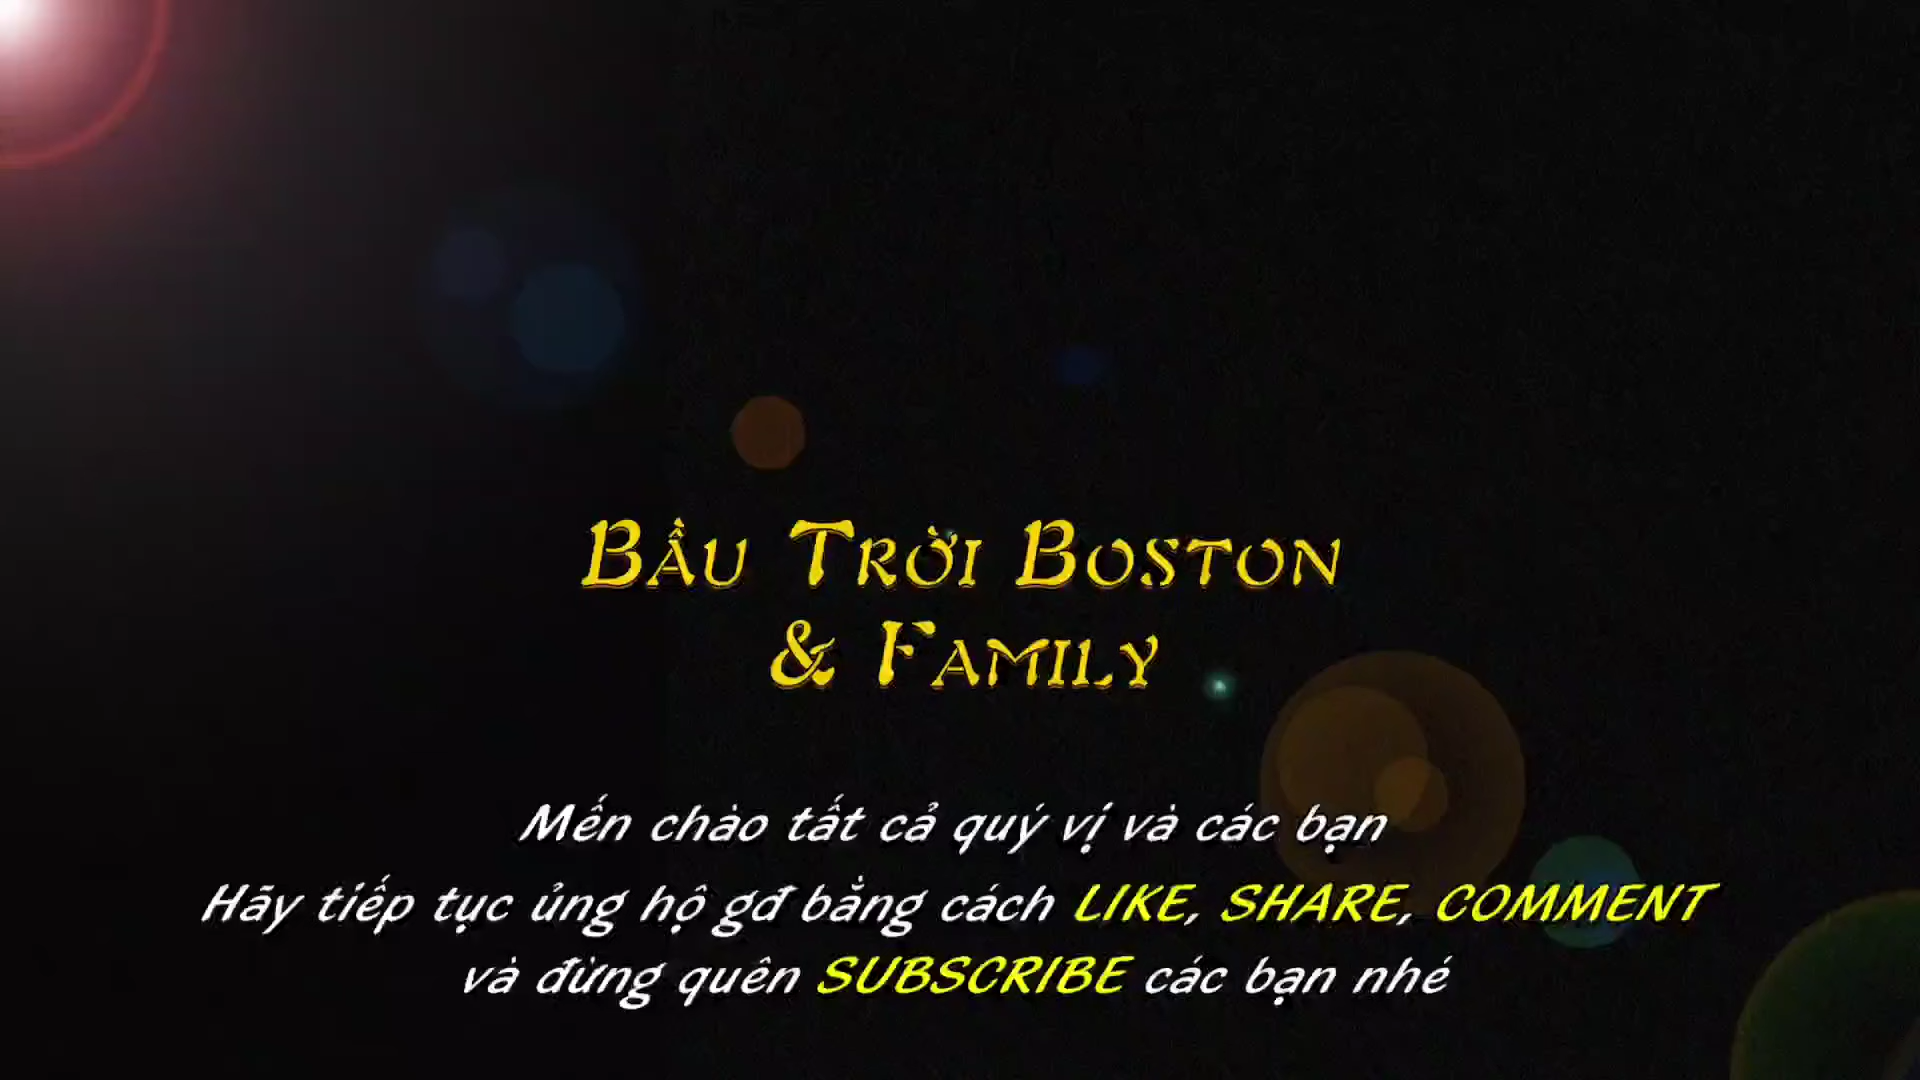 Bầu Trời Boston
& Family
Mến chào tất cả quý vị và các bạn
Hãy tiếp tục ủng hộ gđ bằng cách LIKE, SHARE, COMMENT
và đừng quên SUBSCRIBE các bạn nhé